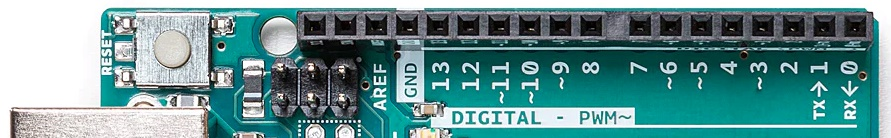 RESET
AREF
GND
13
12
~11
~10
~9
8
7
~6
~5
4
~3
2
TX→1
RX←0
DIGITAL - PWM~